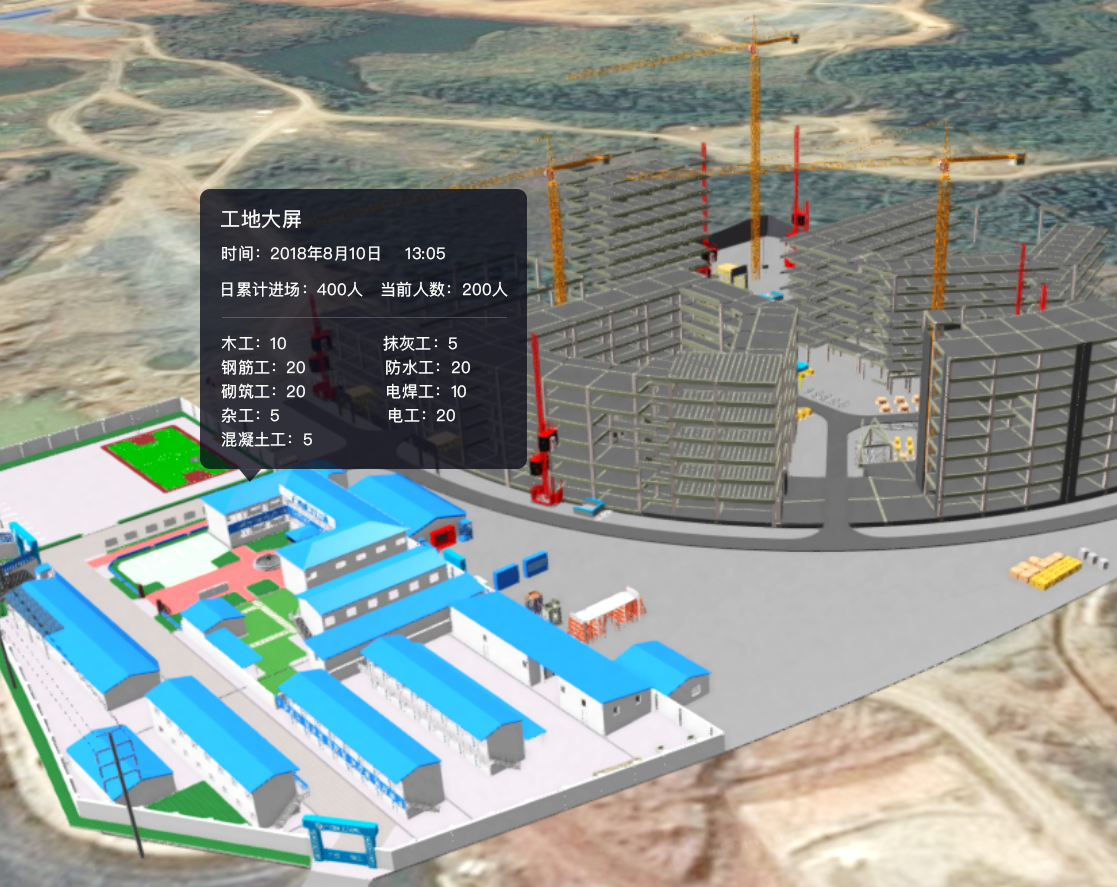 工地大屏
时间：2018年8月10日 13:05
日累计进场：400人 当前人数：200人
木工：10 抹灰工：5
钢筋工：20 防水工：20
砌筑工：20 电焊工：10
杂工：5 电工：20
混凝土工：5